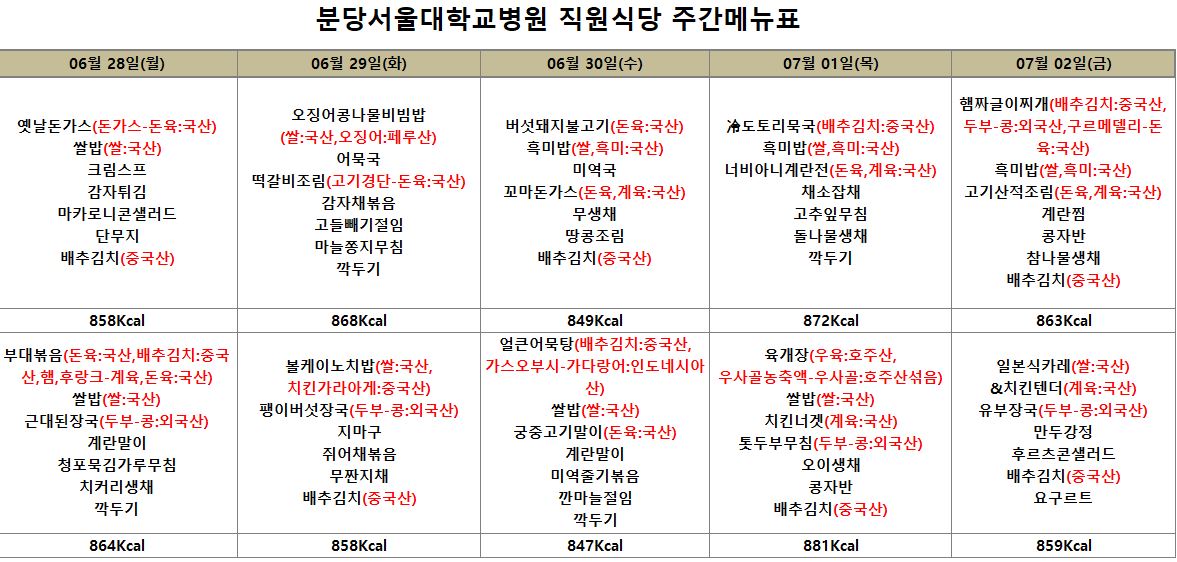 분당서울대학교병원 직원식당 주간메뉴표
06월 28일(월)
06월 29일(화)
06월 30일(수)
07월 01일(목)
07월 02일(금)
옛날돈가스(돈가스-돈육:국산)
쌀밥(쌀:국산)
크림스프
감자튀김
마카로니콘샐러드
단무지
배추김치(중국산)
오징어콩나물비빔밥
(쌀:국산,오징어:페루산)
어묵국
떡갈비조림(고기경단-돈육:국산)
감자채볶음
고들빼기절임
마늘쫑지무침
깍두기
버섯돼지불고기(돈육:국산)
흑미밥(쌀,흑미:국산)
미역국
꼬마돈가스(돈육,계육:국산)
무생채
땅콩조림
배추김치(중국산)
冷도토리묵국(배추김치:중국산)
흑미밥(쌀,흑미:국산)
너비아니계란전(돈육,계육:국산)
채소잡채
고추잎무침
돌나물생채
깍두기
햄짜글이찌개(배추김치:중국산,
두부-콩:외국산,구르메델리-돈
육:국산)
흑미밥(쌀,흑미:국산)
고기산적조림(돈육,계육:국산)
계란찜
콩자반
참나물생채
배추김치(중국산)
858Kcal
868Kcal
849Kcal
872Kcal
863Kcal
부대볶음(돈육:국산,배추김치:중국
산,햄,후랑크-계육,돈육:국산)
쌀밥(쌀:국산)
근대된장국(두부-콩:외국산)
계란말이
청포묵김가루무침
치커리생채
깍두기
볼케이노치밥(쌀:국산,
치킨가라아게:중국산)
팽이버섯장국(두부-콩:외국산)
지마구
쥐어채볶음
무짠지채
배추김치(중국산)
얼큰어묵탕(배추김치:중국산,
가스오부시-가다랑어:인도네시아
산)
쌀밥(쌀:국산)
궁중고기말이(돈육:국산)
계란말이
미역줄기볶음
깐마늘절임
깍두기
육개장(우육:호주산,
우사골농축액-우사골:호주산섞음)
쌀밥(쌀:국산)
치킨너겟(계육:국산)
톳두부무침(두부-콩:외국산)
오이생채
콩자반
배추김치(중국산)
일본식카레(쌀:국산)
&치킨텐더(계육:국산)
유부장국(두부-콩:외국산)
만두강정
후르츠콘샐러드
배추김치(중국산)
요구르트
864Kcal
858Kcal
847Kcal
881Kcal
859Kcal